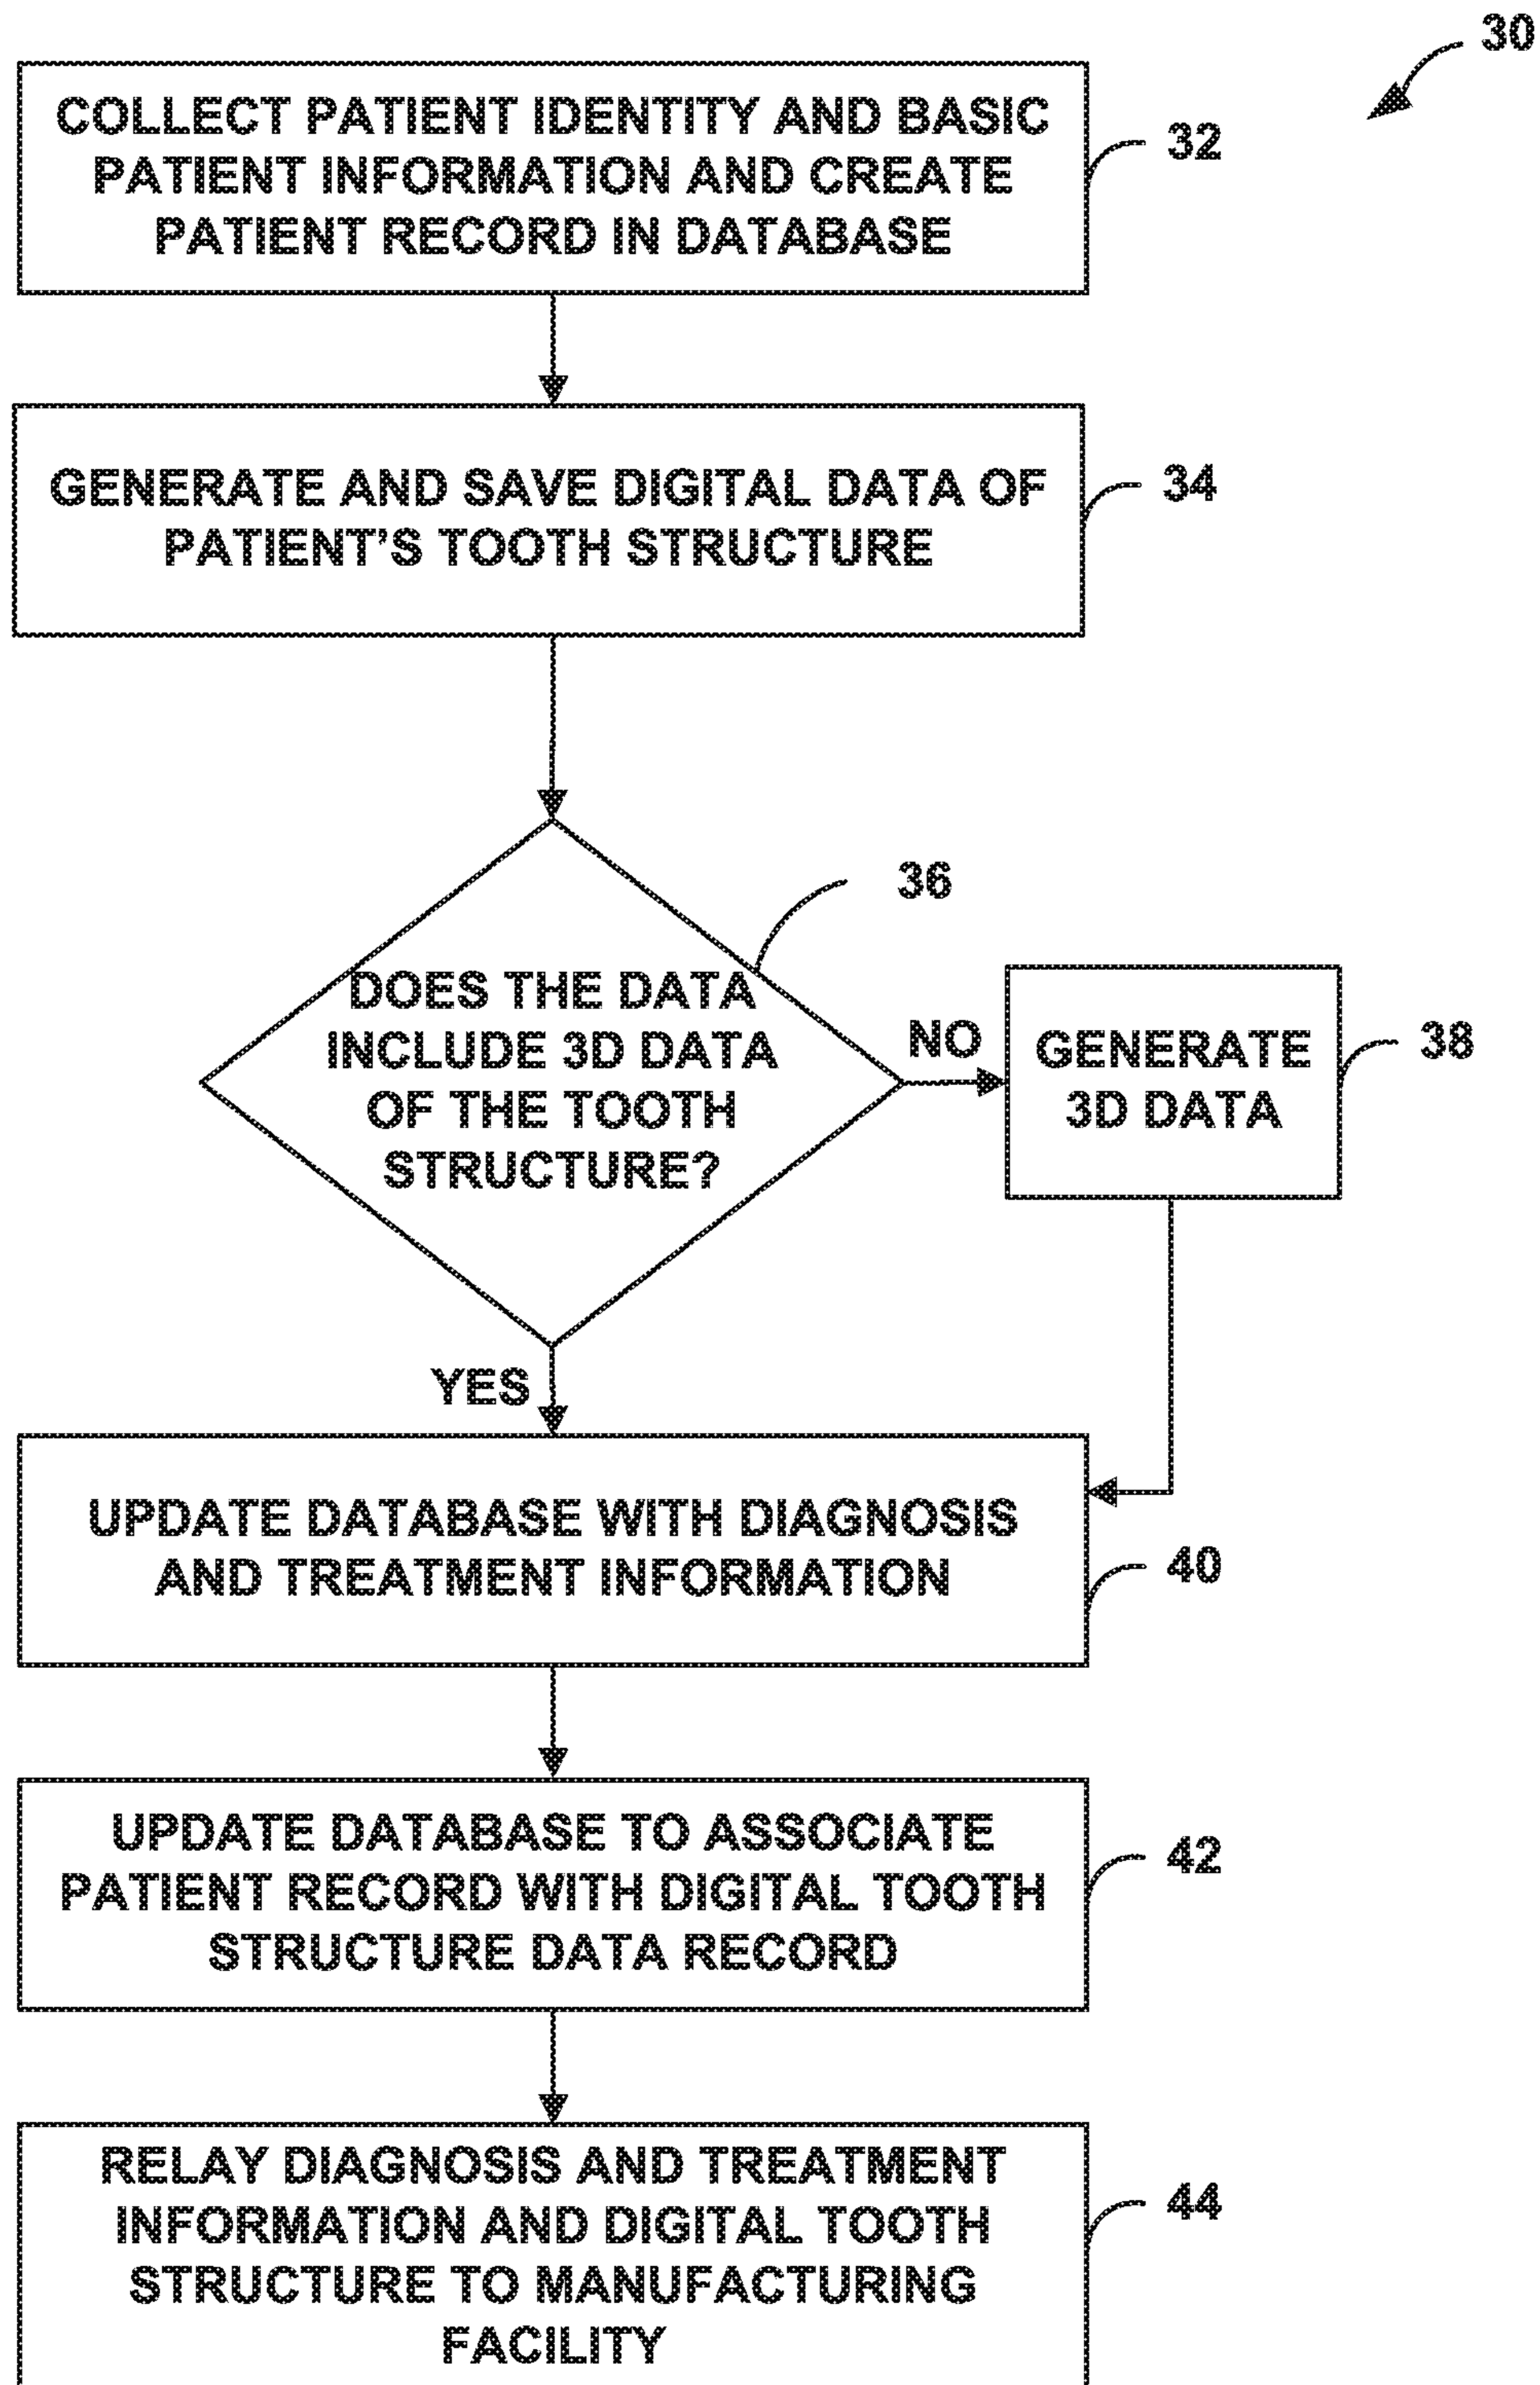 30
COLLECT PATIENT IDENTITY AND BASIC
PATIENT INFORMATION AND CREATE
PATIENT RECORD IN DATABASE
32
GENERATE AND SAVE DIGITAL DATA OF
PATIENT'S TOOTH STRUCTURE
34
36
DOES THE DATA
INCLUDE 3D DATA
OF THE TOOTH
STRUCTURE?
NO
GENERATE
3D DATA
38
YES
UPDATE DATABASE WITH DIAGNOSIS
AND TREATMENT INFORMATION
40
UPDATE DATABASE TO ASSOCIATE
PATIENT RECORD WITH DIGITAL TOOTH
STRUCTURE DATA RECORD
42
RELAY DIAGNOSIS AND TREATMENT
INFORMATION AND DIGITAL TOOTH
STRUCTURE TO MANUFACTURING
FACILITY
44